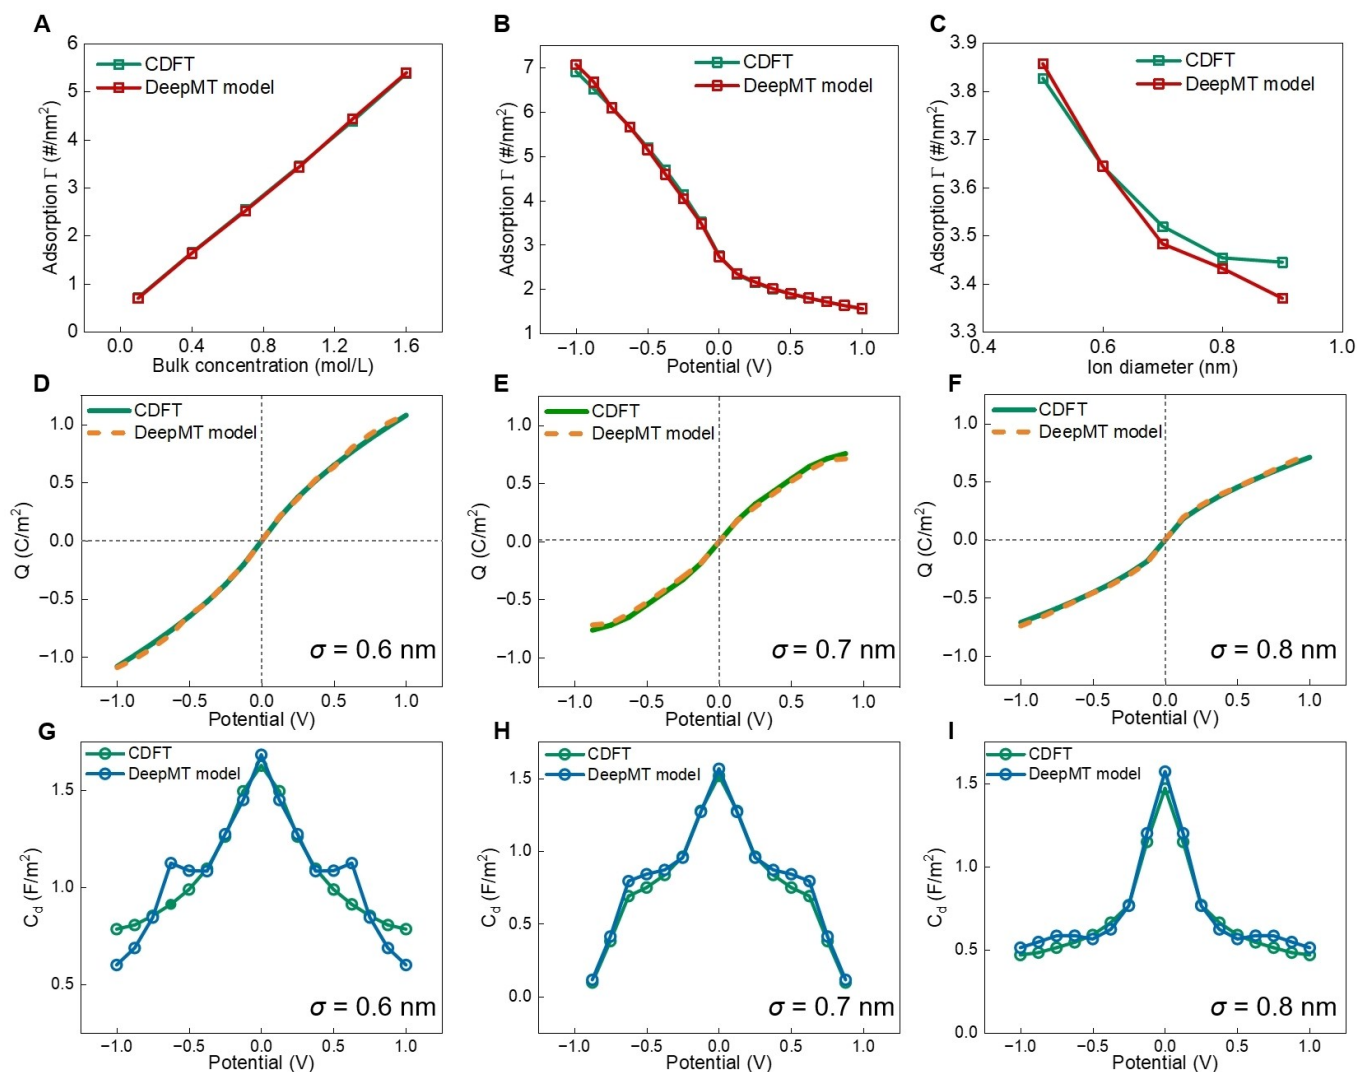 A
6
5
4
3
2
1
0
CDFT
DeepMT model
Adsorption Γ (#/nm²)
0.0 0.4 0.8 1.2 1.6
Bulk concentration (mol/L)
B
7
6
5
4
3
2
1
CDFT
DeepMT model
Adsorption Γ (#/nm²)
−1.0 −0.5 0.0 0.5 1.0
Potential (V)
C
3.9
3.8
3.7
3.6
3.5
3.4
3.3
CDFT
DeepMT model
Adsorption Γ (#/nm²)
0.4 0.6 0.8 1.0
Ion diameter (nm)
D
1.0
0.5
0.0
−0.5
−1.0
CDFT
DeepMT model
Q (C/m²)
σ = 0.6 nm
−1.0 −0.5 0.0 0.5 1.0
Potential (V)
E
1.0
0.5
0.0
−0.5
−1.0
CDFT
DeepMT model
Q (C/m²)
σ = 0.7 nm
−1.0 −0.5 0.0 0.5 1.0
Potential (V)
F
1.0
0.5
0.0
−0.5
−1.0
CDFT
DeepMT model
Q (C/m²)
σ = 0.8 nm
−1.0 −0.5 0.0 0.5 1.0
Potential (V)
G
1.5
1.0
0.5
CDFT
DeepMT model
C_d (F/m²)
σ = 0.6 nm
−1.0 −0.5 0.0 0.5 1.0
Potential (V)
H
1.5
1.0
0.5
0.0
CDFT
DeepMT model
C_d (F/m²)
σ = 0.7 nm
−1.0 −0.5 0.0 0.5 1.0
Potential (V)
I
1.5
1.0
0.5
0.0
CDFT
DeepMT model
C_d (F/m²)
σ = 0.8 nm
−1.0 −0.5 0.0 0.5 1.0
Potential (V)